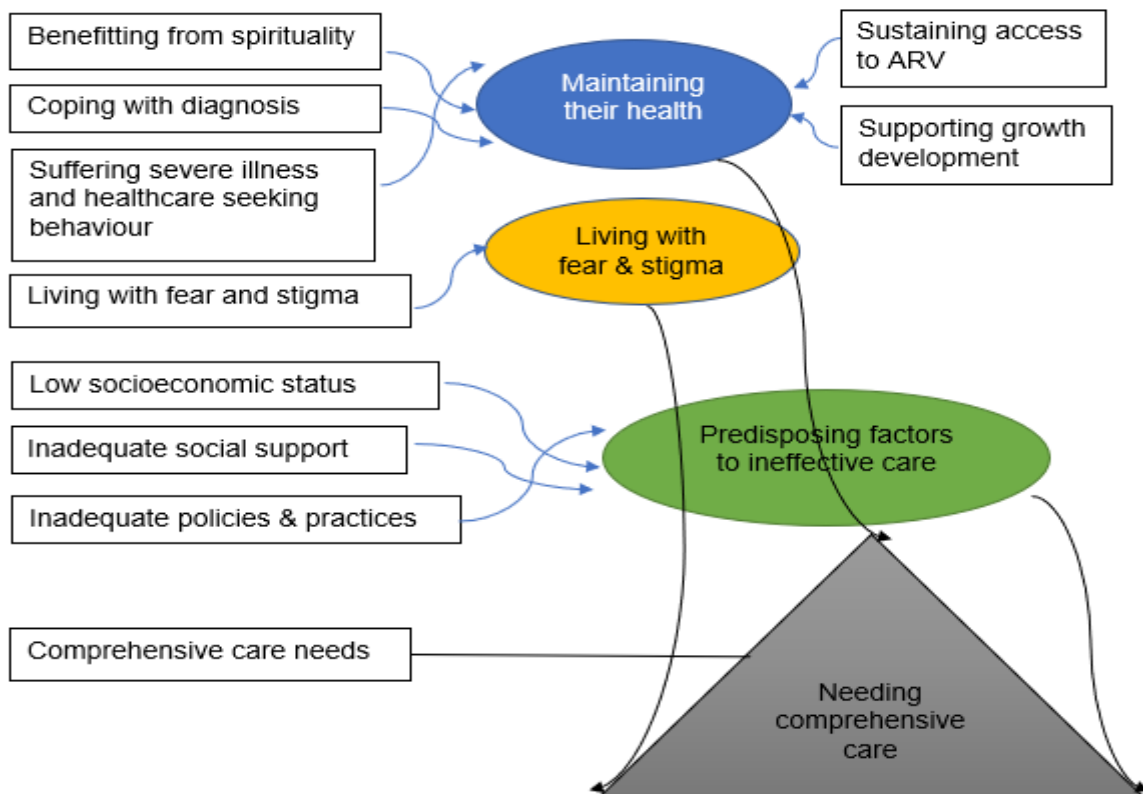 Benefitting from spirituality
Coping with diagnosis
Suffering severe illness
and healthcare seeking
behaviour
Living with fear and stigma
Maintaining
their health
Sustaining access
to ARV
Supporting growth
development
Living with
fear & stigma
Low socioeconomic status
Inadequate social support
Inadequate policies & practices
Predisposing factors
to ineffective care
Comprehensive care needs
Needing
comprehensive
care